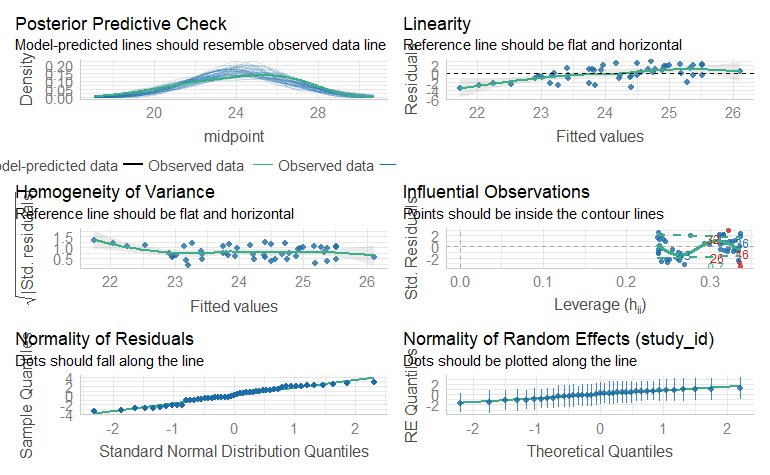 Posterior Predictive Check
Model-predicted lines should resemble observed data line
Density
0.20
0.15
0.10
0.05
0.00
20
24
28
midpoint
odel-predicted data
Observed data
Observed data
Linearity
Reference line should be flat and horizontal
Residuals
2
0
-2
-4
-6
22
23
24
25
26
Fitted values
Homogeneity of Variance
Reference line should be flat and horizontal
√|Std. residuals|
1.5
1.0
0.5
22
23
24
25
26
Fitted values
Influential Observations
Points should be inside the contour lines
Std. Residuals
2
0
-2
0.0
0.1
0.2
0.3
Leverage (hii)
Normality of Residuals
Dots should fall along the line
Sample Quantiles
4
2
0
-2
-4
-2
-1
0
1
2
Standard Normal Distribution Quantiles
Normality of Random Effects (study_id)
Dots should be plotted along the line
RE Quantiles
2
0
-2
-2
-1
0
1
2
Theoretical Quantiles